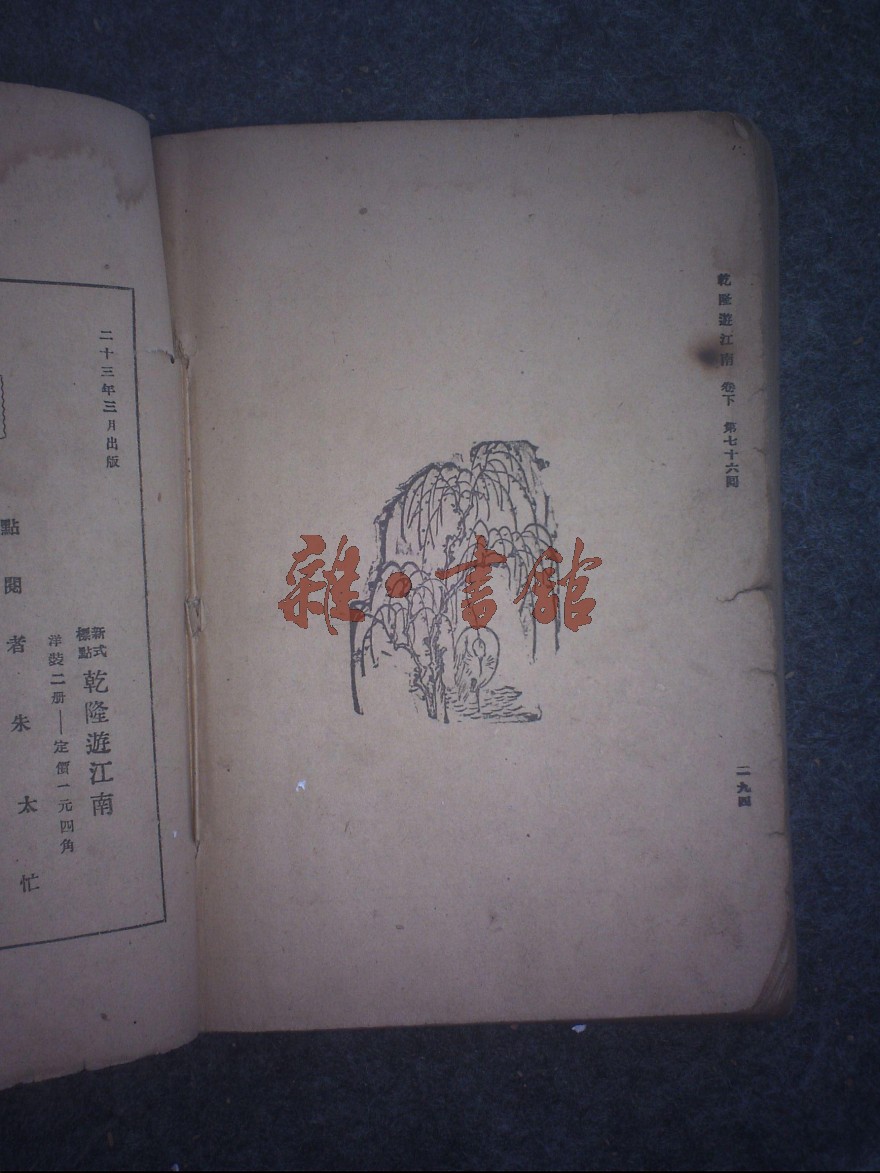 乾隆遊江南 卷下 第七十六囘
二九四
雜·書館
二十三年三月出版
新式標點 乾隆遊江南
洋裝二册——定價一元四角
點閱者朱太忙